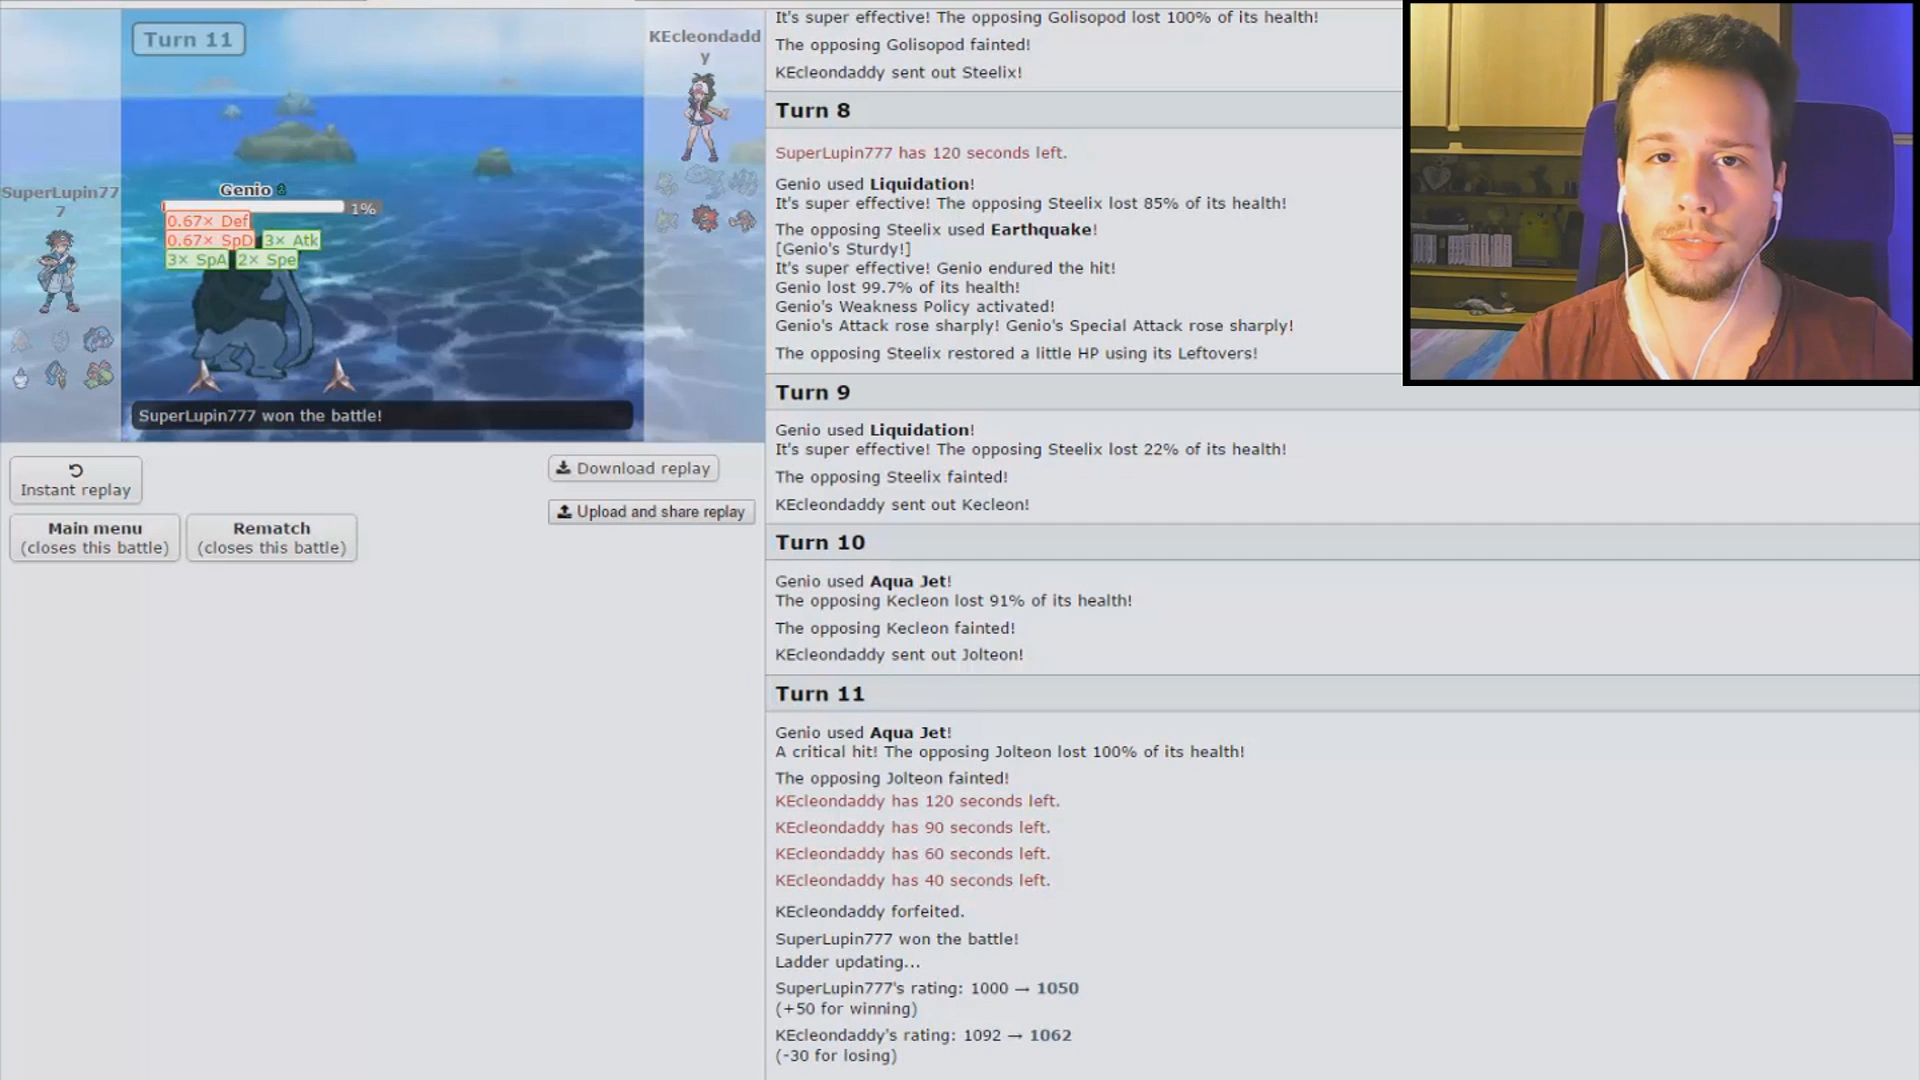 Turn 11
KEcleondadd
y
SuperLupin77
7
Genio
1%
0.67× Def
0.67× SpD 3× Atk
3× SpA 2× Spe
SuperLupin777 won the battle!
Instant replay
Download replay
Upload and share replay
Main menu
(closes this battle)
Rematch
(closes this battle)
It's super effective! The opposing Golisopod lost 100% of its health!
The opposing Golisopod fainted!
KEcleondaddy sent out Steelix!
Turn 8
SuperLupin777 has 120 seconds left.
Genio used Liquidation!
It's super effective! The opposing Steelix lost 85% of its health!
The opposing Steelix used Earthquake!
[Genio's Sturdy!]
It's super effective! Genio endured the hit!
Genio lost 99.7% of its health!
Genio's Weakness Policy activated!
Genio's Attack rose sharply! Genio's Special Attack rose sharply!
The opposing Steelix restored a little HP using its Leftovers!
Turn 9
Genio used Liquidation!
It's super effective! The opposing Steelix lost 22% of its health!
The opposing Steelix fainted!
KEcleondaddy sent out Kecleon!
Turn 10
Genio used Aqua Jet!
The opposing Kecleon lost 91% of its health!
The opposing Kecleon fainted!
KEcleondaddy sent out Jolteon!
Turn 11
Genio used Aqua Jet!
A critical hit! The opposing Jolteon lost 100% of its health!
The opposing Jolteon fainted!
KEcleondaddy has 120 seconds left.
KEcleondaddy has 90 seconds left.
KEcleondaddy has 60 seconds left.
KEcleondaddy has 40 seconds left.
KEcleondaddy forfeited.
SuperLupin777 won the battle!
Ladder updating...
SuperLupin777's rating: 1000 → 1050
(+50 for winning)
KEcleondaddy's rating: 1092 → 1062
(-30 for losing)